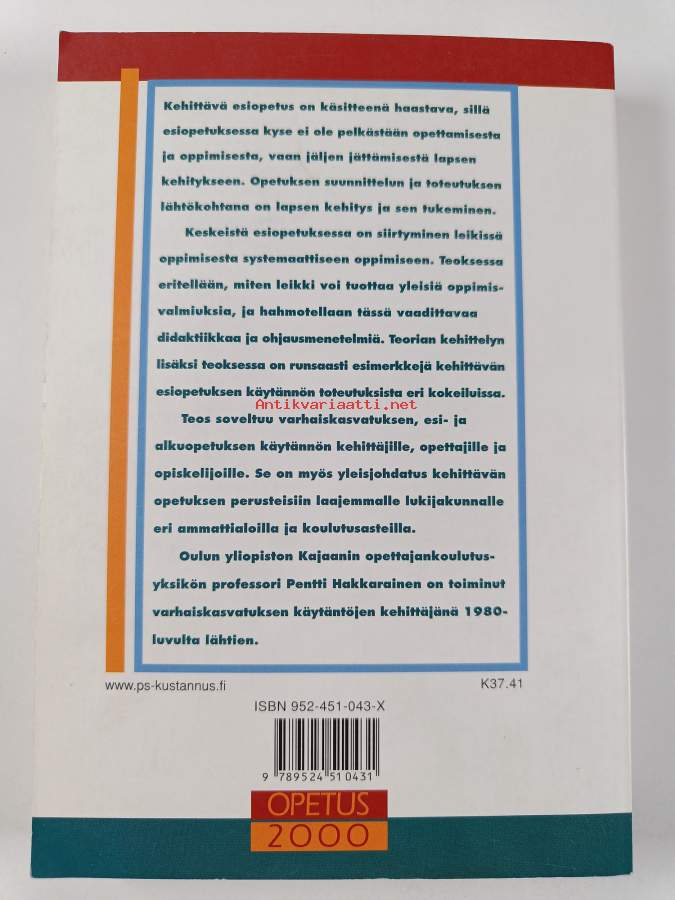 Kehittävä esiopetus on käsitteenä haastava, sillä
esiopetuksessa kyse ei ole pelkästään opettamisesta
ja oppimisesta, vaan jäljen jättämisestä lapsen
kehitykseen. Opetuksen suunnittelun ja toteutuksen
lähtökohtana on lapsen kehitys ja sen tukeminen.
Keskeistä esiopetuksessa on siirtyminen leikissä
oppimisesta systemaattiseen oppimiseen. Teoksessa
eritellään, miten leikki voi tuottaa yleisiä oppimis-
valmiuksia, ja hahmotellaan tässä vaadittavaa
didaktiikkaa ja ohjausmenetelmiä. Teorian kehittelyn
lisäksi teoksessa on runsaasti esimerkkejä kehittävän
esiopetuksen käytännön toteutuksista eri kokeiluissa.
Antikvariaatti.net
Teos soveltuu varhaiskasvatuksen, esi- ja
alkuopetuksen käytännön kehittäjille, opettajille ja
opiskelijoille. Se on myös yleisjohdatus kehittävän
opetuksen perusteisiin laajemmalle lukijakunnalle
eri ammattialoilla ja koulutusasteilla.
Oulun yliopiston Kajaanin opettajankoulutus-
yksikön professori Pentti Hakkarainen on toiminut
varhaiskasvatuksen käytäntöjen kehittäjänä 1980-
luvulta lähtien.
www.ps-kustannus.fi K37.41
ISBN 952-451-043-X
9 789524 510431
OPETUS
2000